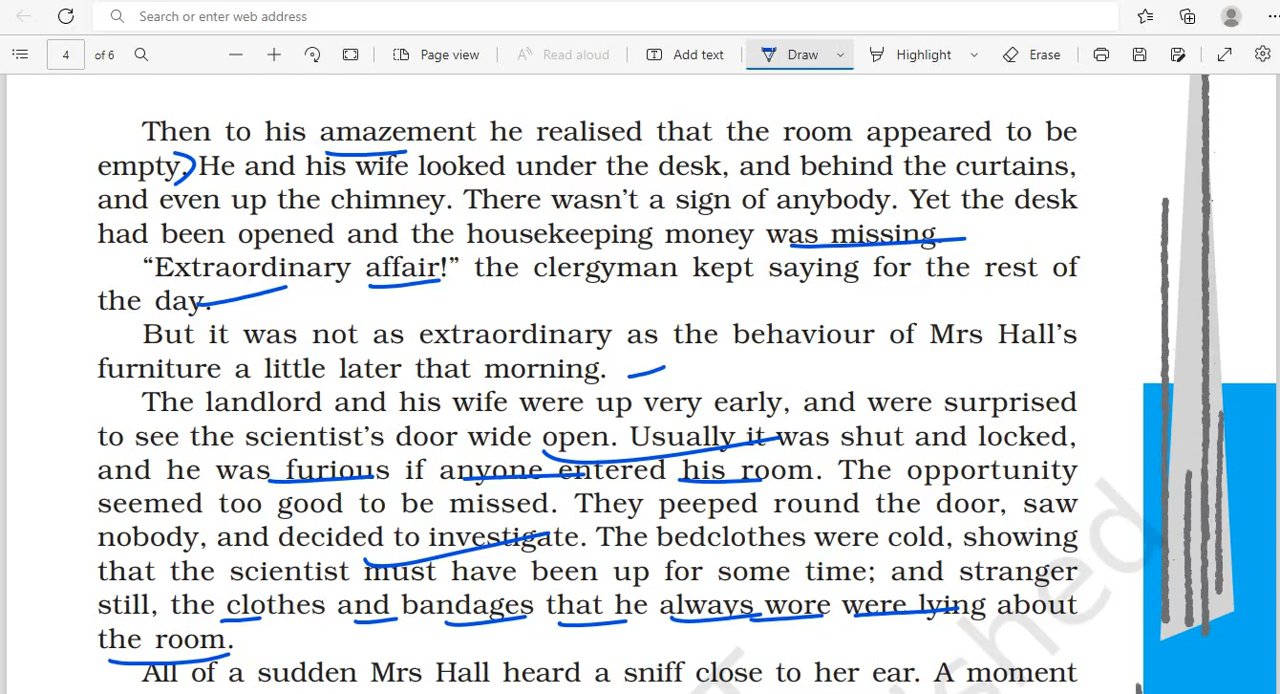 Search or enter web address
4 of 6 Page view Read aloud Add text Draw Highlight Erase
Then to his amazement he realised that the room appeared to be
empty. He and his wife looked under the desk, and behind the curtains,
and even up the chimney. There wasn't a sign of anybody. Yet the desk
had been opened and the housekeeping money was missing.
“Extraordinary affair!” the clergyman kept saying for the rest of
the day.
But it was not as extraordinary as the behaviour of Mrs Hall's
furniture a little later that morning.
The landlord and his wife were up very early, and were surprised
to see the scientist's door wide open. Usually it was shut and locked,
and he was furious if anyone entered his room. The opportunity
seemed too good to be missed. They peeped round the door, saw
nobody, and decided to investigate. The bedclothes were cold, showing
that the scientist must have been up for some time; and stranger
still, the clothes and bandages that he always wore were lying about
the room.
All of a sudden Mrs Hall heard a sniff close to her ear. A moment